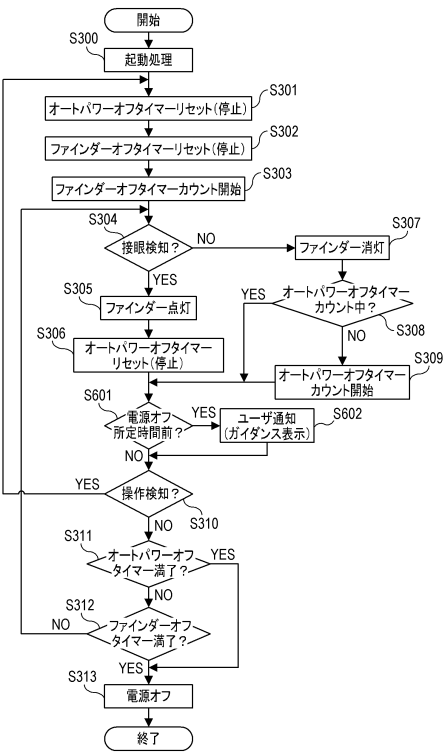 開始
S300
起動処理
S301
オートパワーオフタイマーリセット(停止)
S302
ファインダーオフタイマーリセット(停止)
S303
ファインダーオフタイマーカウント開始
S304
接眼検知?
NO
YES
S307
ファインダー消灯
S305
ファインダー点灯
YES
オートパワーオフタイマー
カウント中?
S308
NO
S306
オートパワーオフタイマー
リセット(停止)
S309
オートパワーオフタイマー
カウント開始
S601
電源オフ
所定時間前?
YES
NO
S602
ユーザ通知
(ガイダンス表示)
YES
操作検知?
S310
NO
S311
オートパワーオフ
タイマー満了?
YES
NO
S312
ファインダーオフ
タイマー満了?
NO
YES
S313
電源オフ
終了